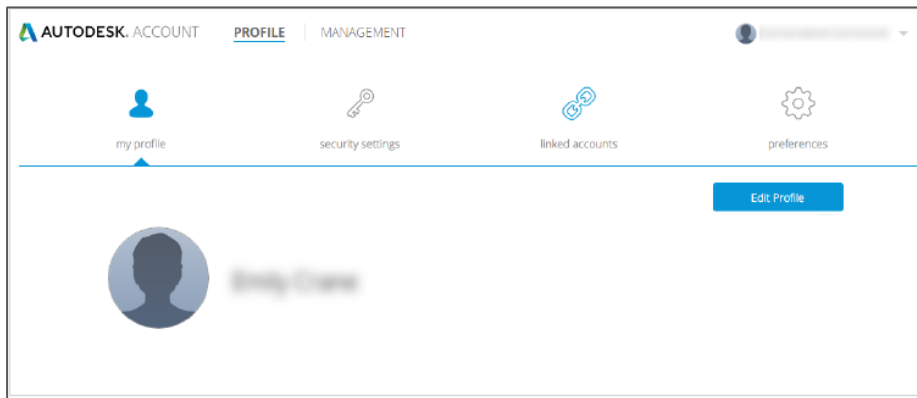 AUTODESK. ACCOUNT PROFILE MANAGEMENT
my profile security settings linked accounts preferences
Edit Profile